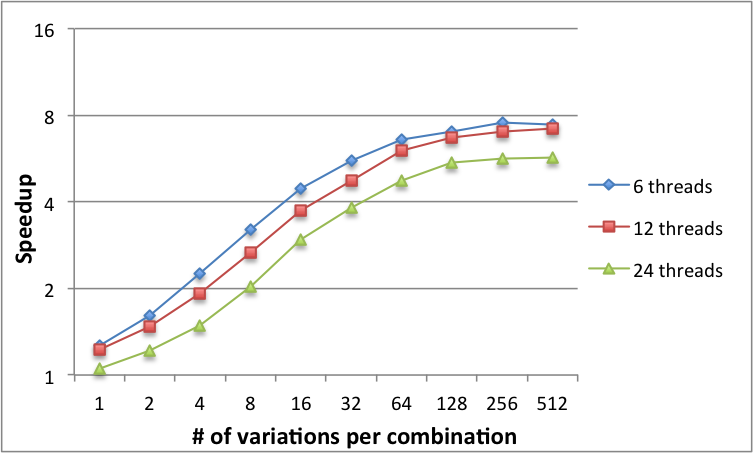 16
8
4
2
1
Speedup
1 2 4 8 16 32 64 128 256 512
# of variations per combination
6 threads
12 threads
24 threads